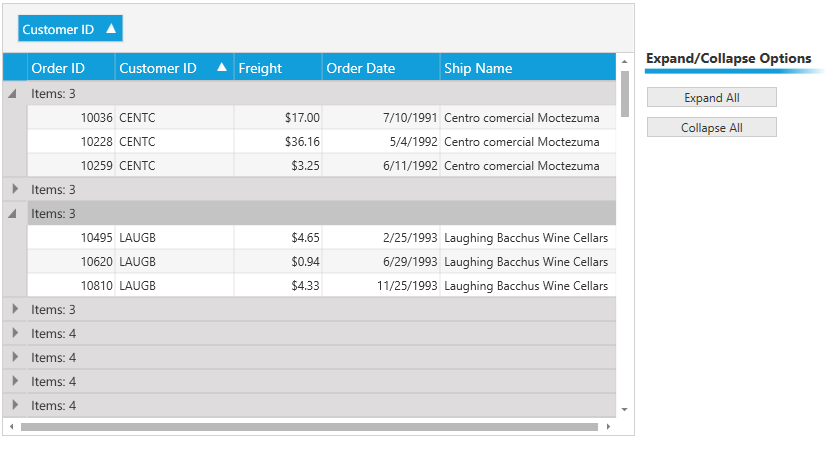 Customer ID
Order ID Customer ID Freight Order Date Ship Name
Expand/Collapse Options
Items: 3
Expand All
10036 CENTC $17.00 7/10/1991 Centro comercial Moctezuma
Collapse All
10228 CENTC $36.16 5/4/1992 Centro comercial Moctezuma
10259 CENTC $3.25 6/11/1992 Centro comercial Moctezuma
Items: 3
Items: 3
10495 LAUGB $4.65 2/25/1993 Laughing Bacchus Wine Cellars
10620 LAUGB $0.94 6/29/1993 Laughing Bacchus Wine Cellars
10810 LAUGB $4.33 11/25/1993 Laughing Bacchus Wine Cellars
Items: 3
Items: 4
Items: 4
Items: 4
Items: 4